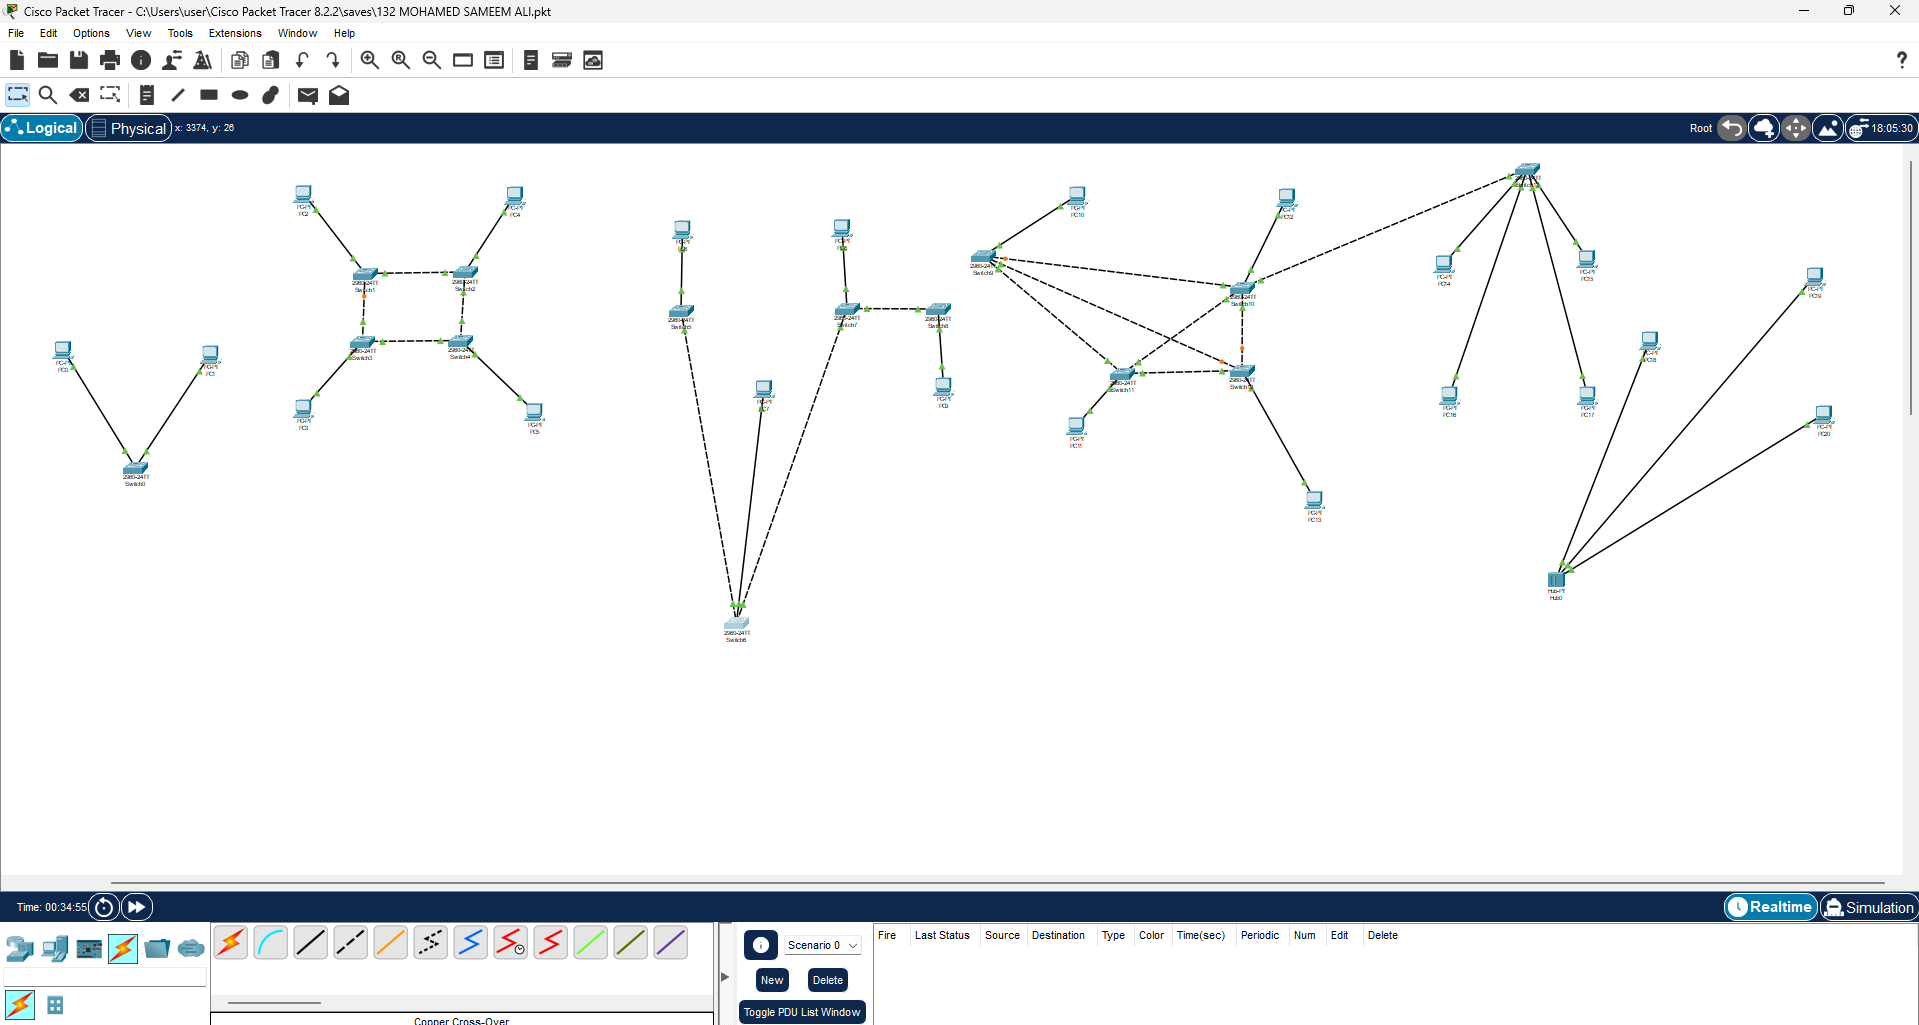 Cisco Packet Tracer - C:\Users\user\Cisco Packet Tracer 8.2.2\saves\132 MOHAMED SAMEEM ALI.pkt
File Edit Options View Tools Extensions Window Help
Logical Physical x: 3374, y: 26 Root 18:05:30
PC-PT
PC2
PC-PT
PC4
2960-24TT
Switch1
2960-24TT
Switch2
2960-24TT
Switch3
2960-24TT
Switch4
PC-PT
PC3
PC-PT
PC5
PC-PT
PC0
PC-PT
PC1
2960-24TT
Switch0
PC-PT
PC-PT
2960-24TT
Switch5
2960-24TT
Switch7
2960-24TT
Switch8
PC-PT
PC7
PC-PT
PC9
2960-24TT
Switch6
PC-PT
PC10
PC-PT
PC12
2960-24TT
Switch9
2960-24TT
Switch10
2960-24TT
Switch11
2960-24TT
Switch12
PC-PT
PC11
PC-PT
PC13
PC-PT
PC14
PC-PT
PC15
PC-PT
PC16
PC-PT
PC17
PC-PT
PC18
PC-PT
PC19
PC-PT
PC20
Hub-PT
Hub0
Time: 00:34:55 Realtime Simulation
Scenario 0
New Delete
Toggle PDU List Window
Fire Last Status Source Destination Type Color Time(sec) Periodic Num Edit Delete
Copper Cross-Over